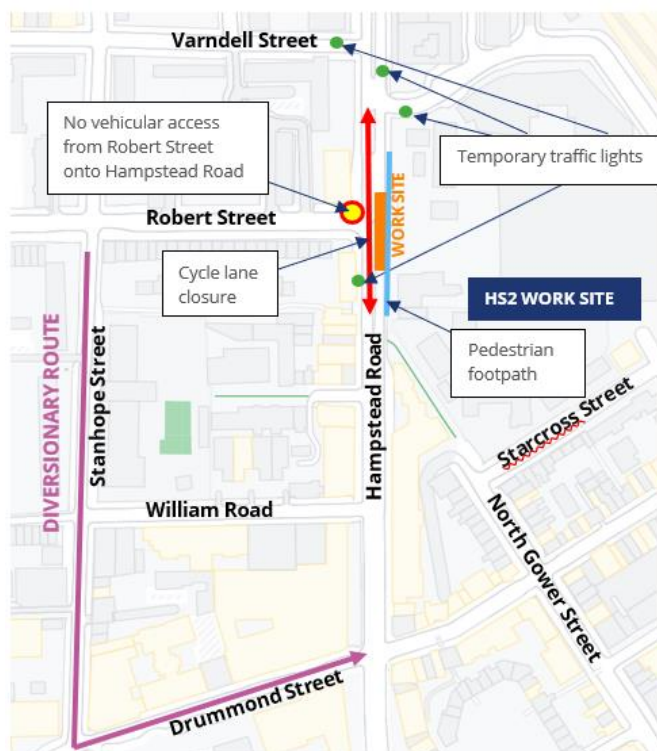 Varndell Street
No vehicular access
from Robert Street
onto Hampstead Road
Temporary traffic lights
Robert Street
WORK SITE
Cycle lane
closure
HS2 WORK SITE
Pedestrian
footpath
DIVERSIONARY ROUTE
Stanhope Street
Hampstead Road
Starcross Street
William Road
North Gower Street
Drummond Street